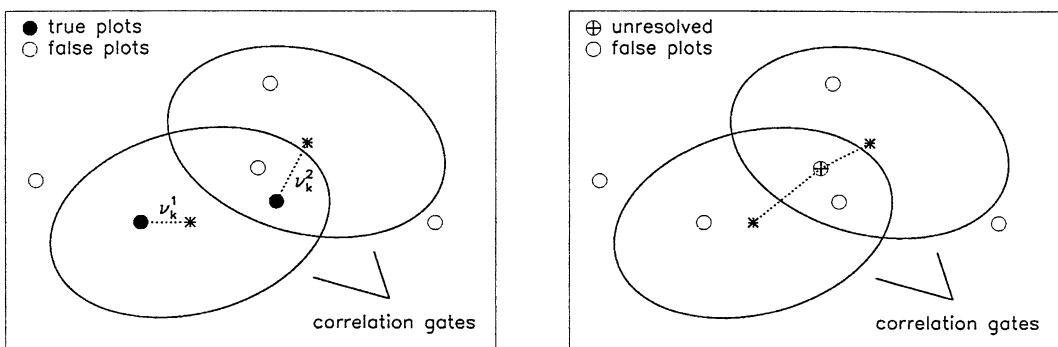 true plots
false plots
ν_k^1
ν_k^2
correlation gates
unresolved
false plots
correlation gates